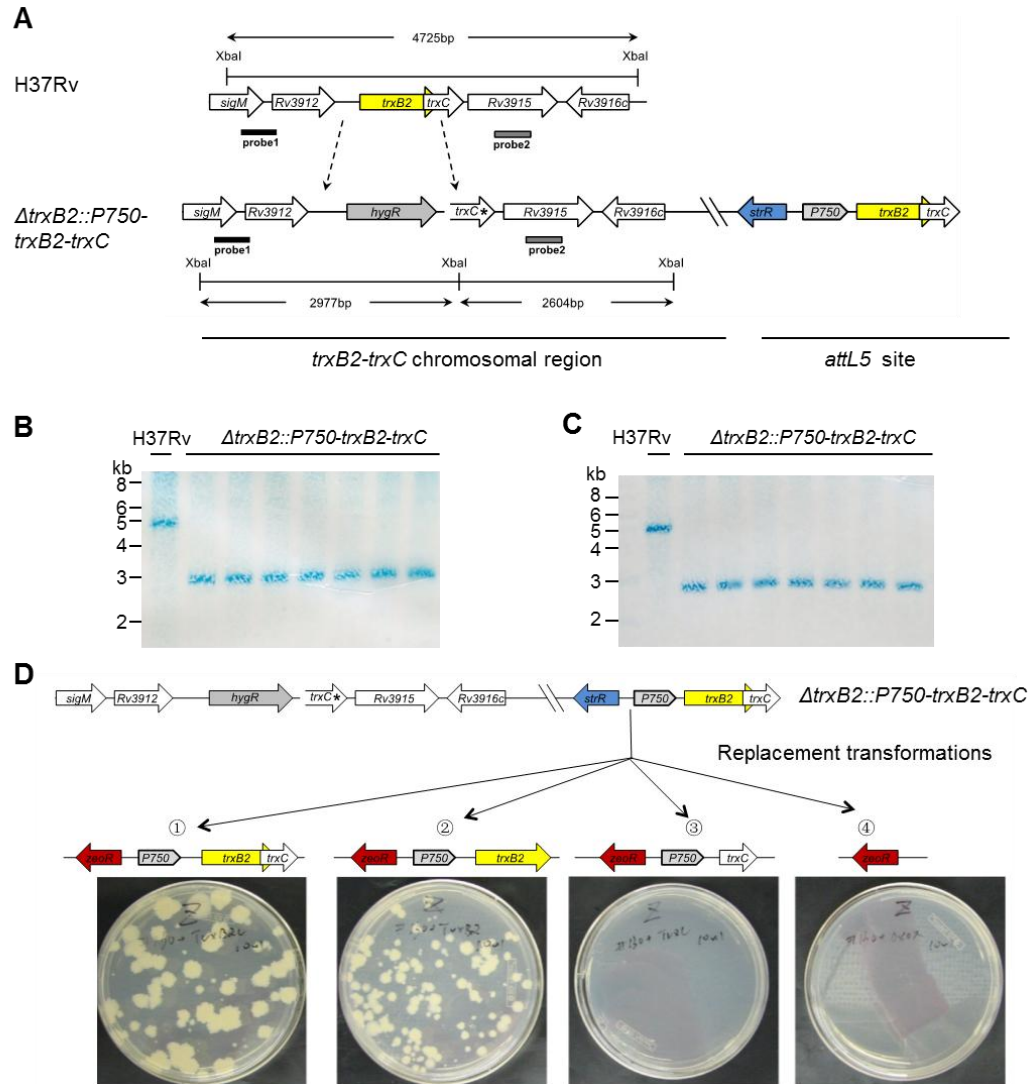 A
4725bp
XbaI XbaI
H37Rv
sigM Rv3912 trxB2 trxC Rv3915 Rv3916c
probe1 probe2
ΔtrxB2::P750-
trxB2-trxC
sigM Rv3912 hygR trxC* Rv3915 Rv3916c strR P750 trxB2 trxC
probe1 probe2
XbaI XbaI XbaI
2977bp 2604bp
trxB2-trxC chromosomal region attL5 site
B
H37Rv ΔtrxB2::P750-trxB2-trxC
kb
8
6
5
4
3
2
C
H37Rv ΔtrxB2::P750-trxB2-trxC
kb
8
6
5
4
3
2
D
sigM Rv3912 hygR trxC* Rv3915 Rv3916c strR P750 trxB2 trxC ΔtrxB2::P750-trxB2-trxC
Replacement transformations
① ② ③ ④
zeoR P750 trxB2 trxC zeoR P750 trxB2 zeoR P750 trxC zeoR
Z Z Z Z